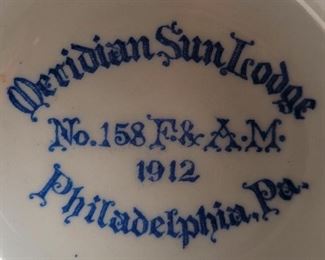 Meridian Sun Lodge
No. 158 F. & A. M.
1912
Philadelphia, Pa.